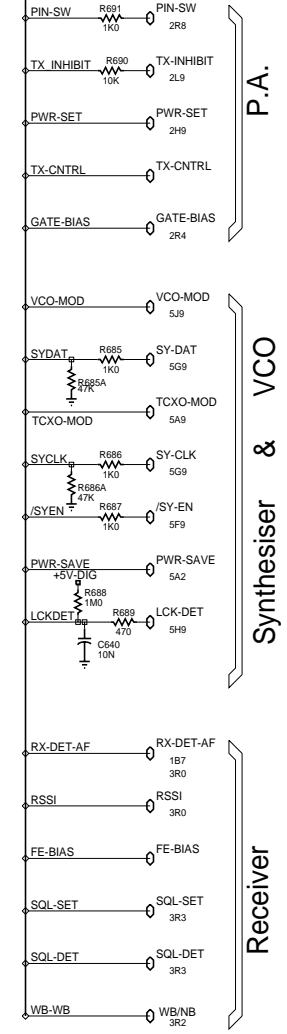 PIN-SW R691 1K0 PIN-SW 2R8
TX_INHIBIT R690 10K TX-INHIBIT 2L9
PWR-SET PWR-SET 2H9
TX-CNTRL TX-CNTRL
GATE-BIAS GATE-BIAS 2R4
P.A.
VCO-MOD VCO-MOD 5J9
SYDAT R685 1K0 SY-DAT 5G9
R685A 47K
TCXO-MOD TCXO-MOD 5A9
SYCLK R686 1K0 SY-CLK 5G9
R686A 47K
/SYEN R687 1K0 /SY-EN 5F9
PWR-SAVE PWR-SAVE 5A2
+5V-DIG
R688 1M0
LCKDET R689 470 LCK-DET 5H9
C640 10N
Synthesiser & VCO
RX-DET-AF RX-DET-AF 1B7 3R0
RSSI RSSI 3R0
FE-BIAS FE-BIAS
SQL-SET SQL-SET 3R3
SQL-DET SQL-DET 3R3
WB-WB WB/NB 3R2
Receiver